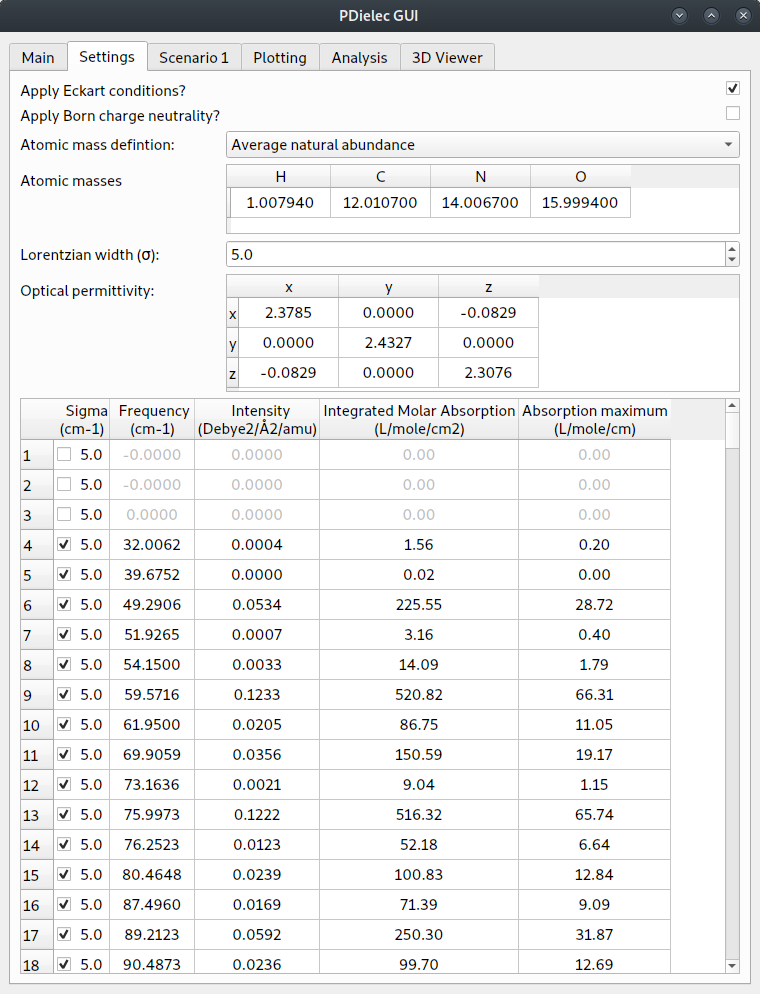 PDielec GUI
Main Settings Scenario 1 Plotting Analysis 3D Viewer
Apply Eckart conditions?
Apply Born charge neutrality?
Atomic mass defintion: Average natural abundance
Atomic masses
H C N O
1.007940 12.010700 14.006700 15.999400
Lorentzian width (σ): 5.0
Optical permittivity:
x y z
x 2.3785 0.0000 -0.0829
y 0.0000 2.4327 0.0000
z -0.0829 0.0000 2.3076
Sigma Frequency Intensity Integrated Molar Absorption Absorption maximum
(cm-1) (cm-1) (Debye2/Å2/amu) (L/mole/cm2) (L/mole/cm)
1 5.0 -0.0000 0.0000 0.00 0.00
2 5.0 -0.0000 0.0000 0.00 0.00
3 5.0 0.0000 0.0000 0.00 0.00
4 5.0 32.0062 0.0004 1.56 0.20
5 5.0 39.6752 0.0000 0.02 0.00
6 5.0 49.2906 0.0534 225.55 28.72
7 5.0 51.9265 0.0007 3.16 0.40
8 5.0 54.1500 0.0033 14.09 1.79
9 5.0 59.5716 0.1233 520.82 66.31
10 5.0 61.9500 0.0205 86.75 11.05
11 5.0 69.9059 0.0356 150.59 19.17
12 5.0 73.1636 0.0021 9.04 1.15
13 5.0 75.9973 0.1222 516.32 65.74
14 5.0 76.2523 0.0123 52.18 6.64
15 5.0 80.4648 0.0239 100.83 12.84
16 5.0 87.4960 0.0169 71.39 9.09
17 5.0 89.2123 0.0592 250.30 31.87
18 5.0 90.4873 0.0236 99.70 12.69